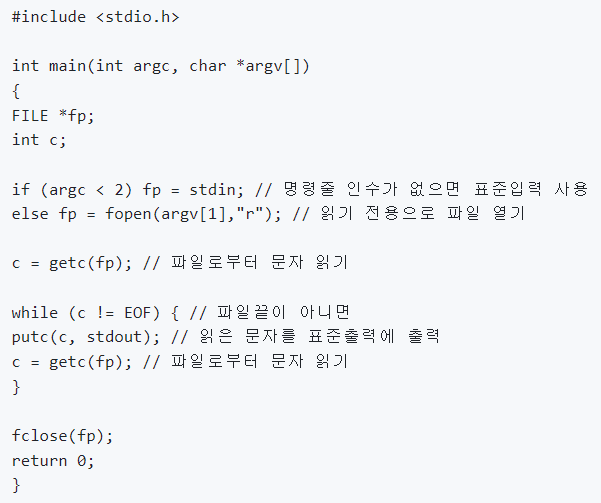 #include <stdio.h>
int main(int argc, char *argv[])
{
FILE *fp;
int c;
if (argc < 2) fp = stdin; // 명령줄 인수가 없으면 표준입력 사용
else fp = fopen(argv[1],"r"); // 읽기 전용으로 파일 열기
c = getc(fp); // 파일로부터 문자 읽기
while (c != EOF) { // 파일끝이 아니면
putc(c, stdout); // 읽은 문자를 표준출력에 출력
c = getc(fp); // 파일로부터 문자 읽기
}
fclose(fp);
return 0;
}